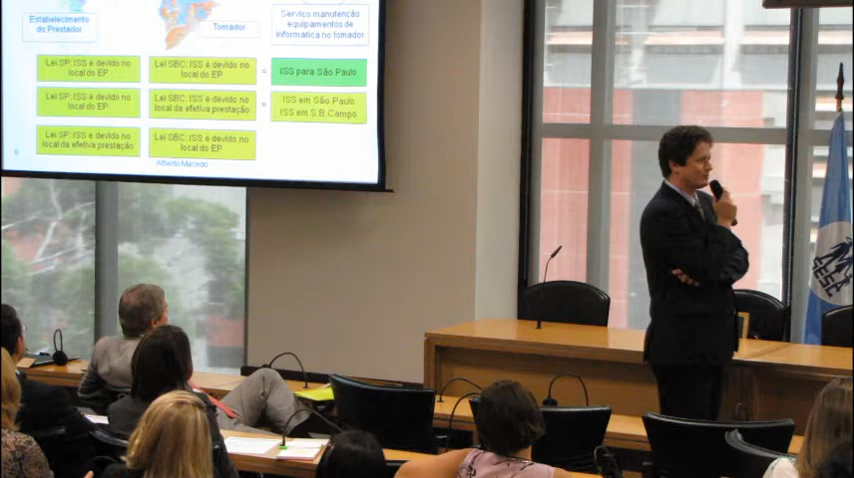 Estabelecimento
do Prestador
Tomador
Serviço manutenção
equipamentos de
informática no tomador
Lei SP: ISS é devido no
local do EP
Lei SBC: ISS é devido no
local do EP
=
ISS para São Paulo
Lei SP: ISS é devido no
local do EP
Lei SBC: ISS é devido no
local da efetiva prestação
=
ISS em São Paulo
ISS em S.B.Campo
Lei SP: ISS é devido no
local da efetiva prestação
Lei SBC: ISS é devido no
local do EP
6
Alberto Macedo